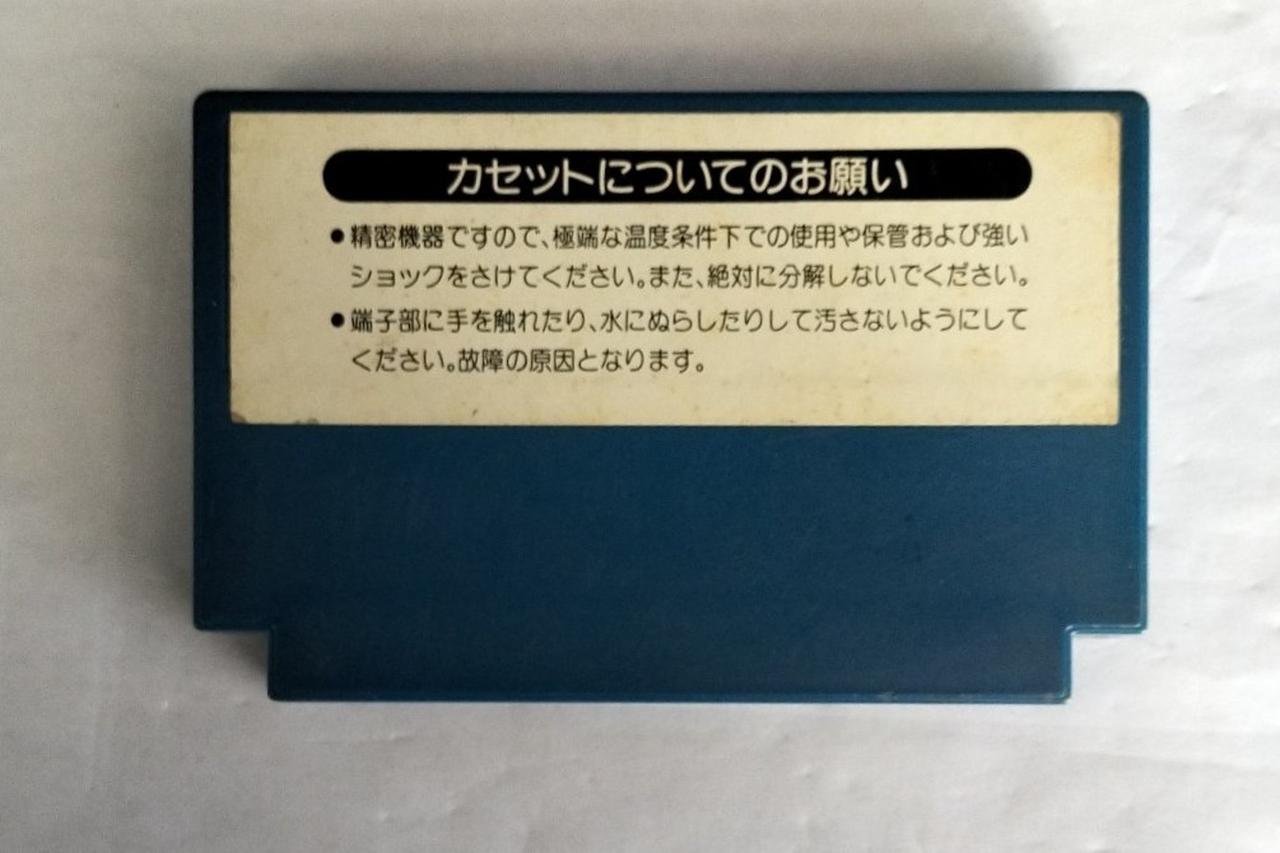 カセットについてのお願い
●精密機器ですので、極端な温度条件下での使用や保管および強い
ショックをさけてください。また、絶対に分解しないでください。
●端子部に手を触れたり、水にぬらしたりして汚さないようにして
ください。故障の原因となります。